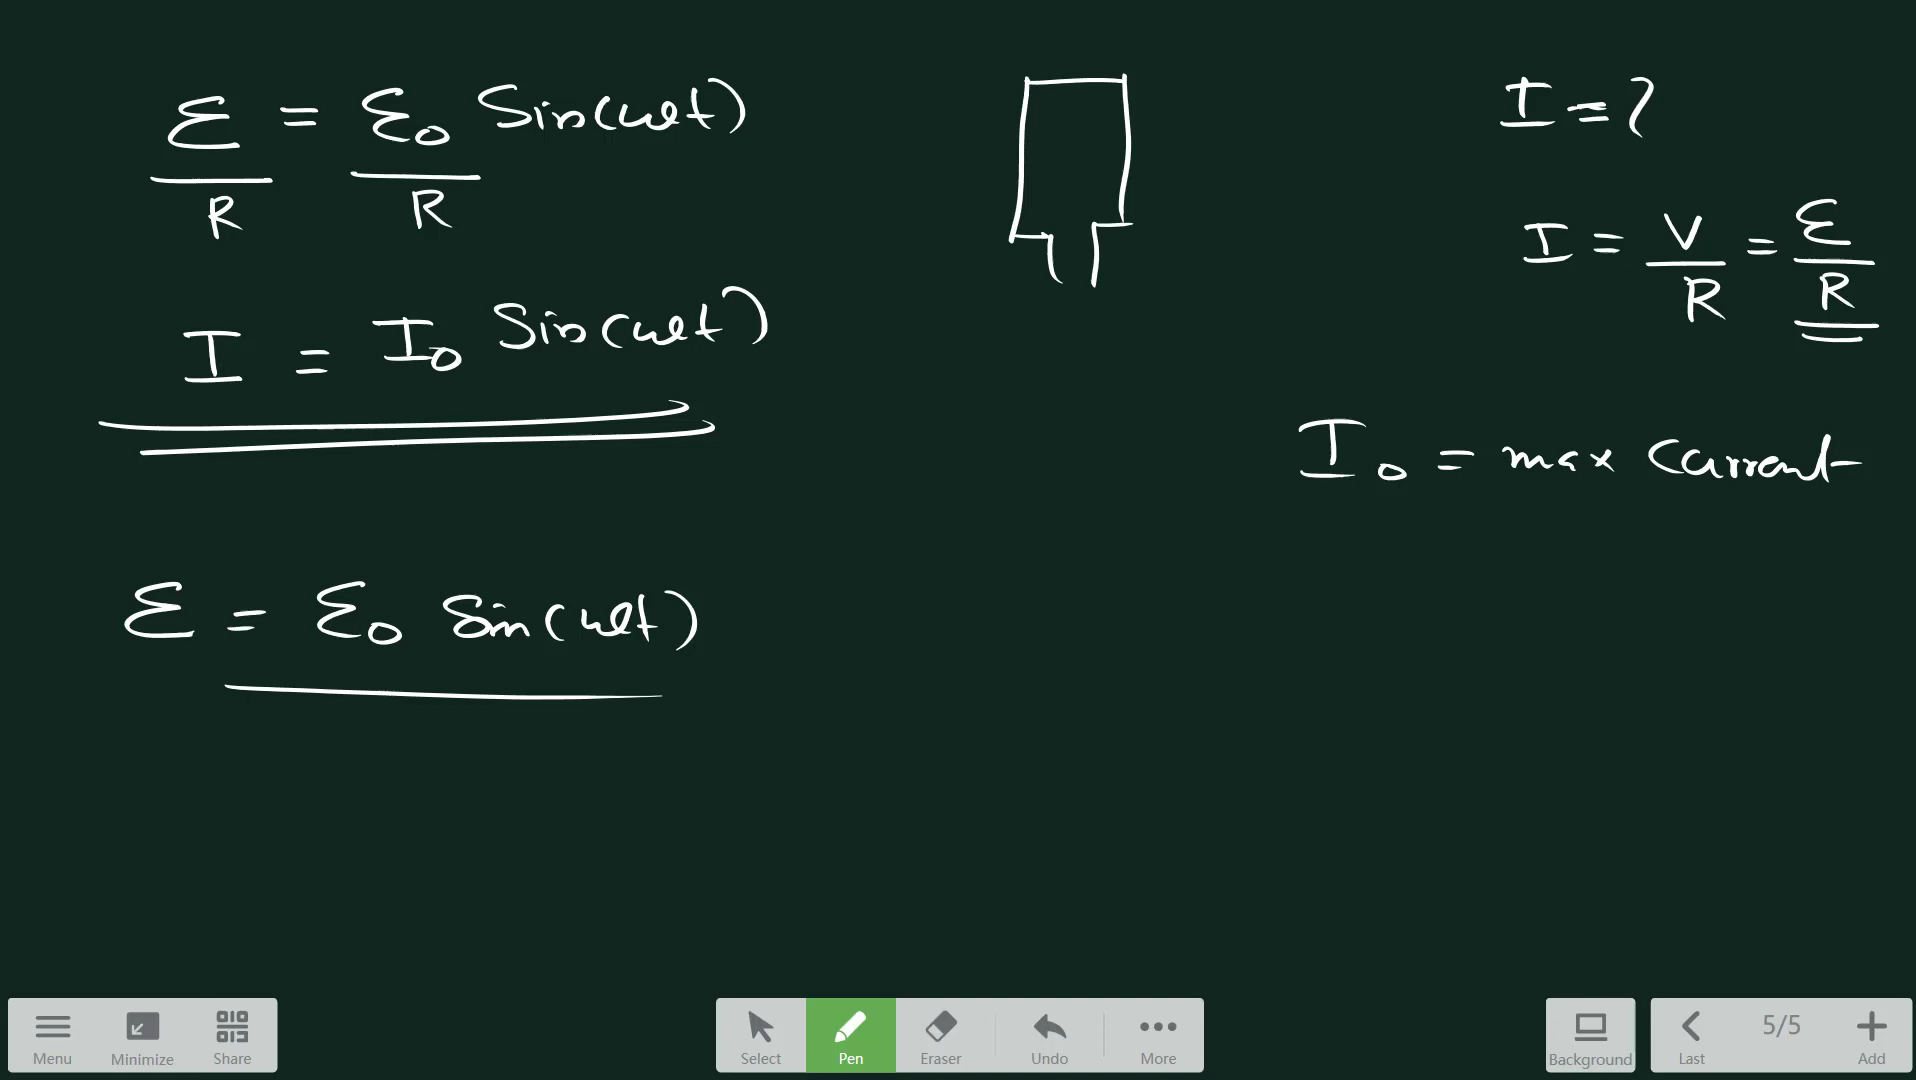 ε/R = ε₀/R Sin(ωt)
I = I₀ Sin(ωt)
ε = ε₀ Sin(ωt)
I = ?
I = V/R = ε/R
I₀ = max Current
Menu
Minimize
Share
Select
Pen
Eraser
Undo
More
Background
Last
5/5
Add